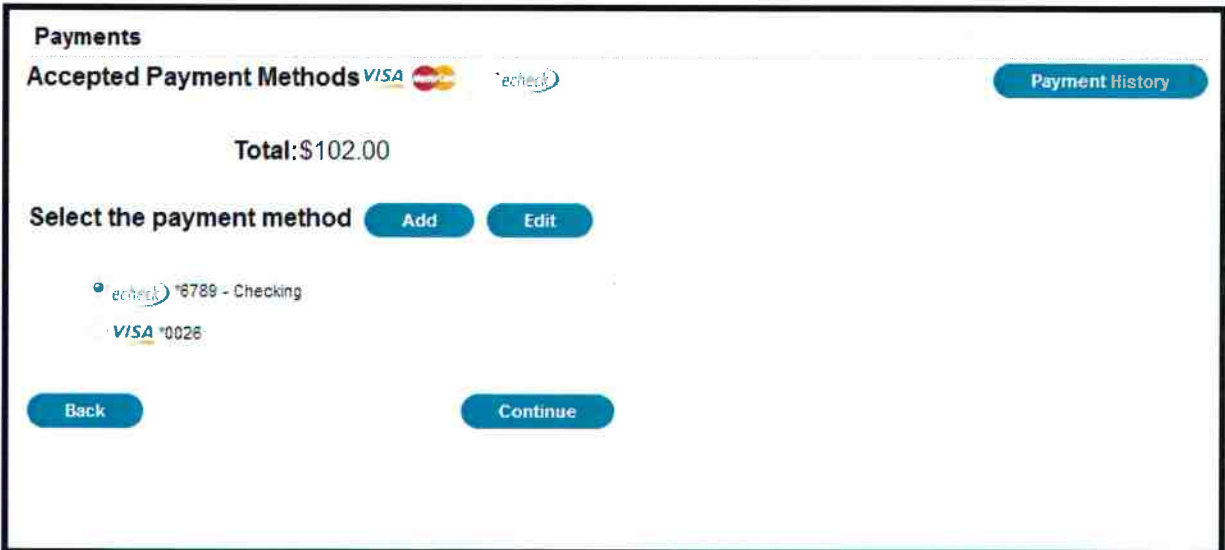 Payments
Accepted Payment Methods VISA echeck
Payment History
Total:$102.00
Select the payment method Add Edit
echeck *6789 - Checking
VISA *0026
Back Continue